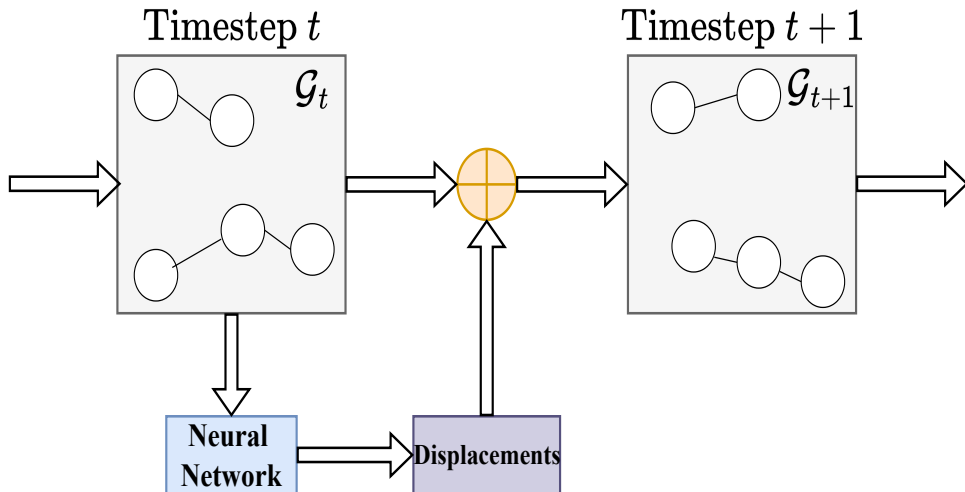 Timestep t
Timestep t + 1
𝒢ₜ
𝒢ₜ₊₁
Neural
Network
Displacements